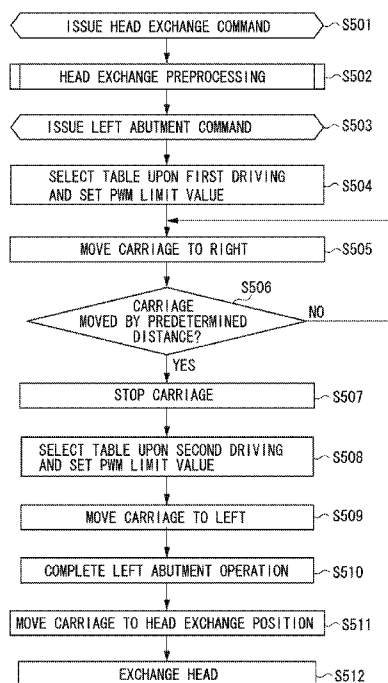 ISSUE HEAD EXCHANGE COMMAND S501
HEAD EXCHANGE PREPROCESSING S502
ISSUE LEFT ABUTMENT COMMAND S503
SELECT TABLE UPON FIRST DRIVING
AND SET PWM LIMIT VALUE S504
MOVE CARRIAGE TO RIGHT S505
S506
CARRIAGE
MOVED BY PREDETERMINED
DISTANCE?
NO
YES
STOP CARRIAGE S507
SELECT TABLE UPON SECOND DRIVING
AND SET PWM LIMIT VALUE S508
MOVE CARRIAGE TO LEFT S509
COMPLETE LEFT ABUTMENT OPERATION S510
MOVE CARRIAGE TO HEAD EXCHANGE POSITION S511
EXCHANGE HEAD S512